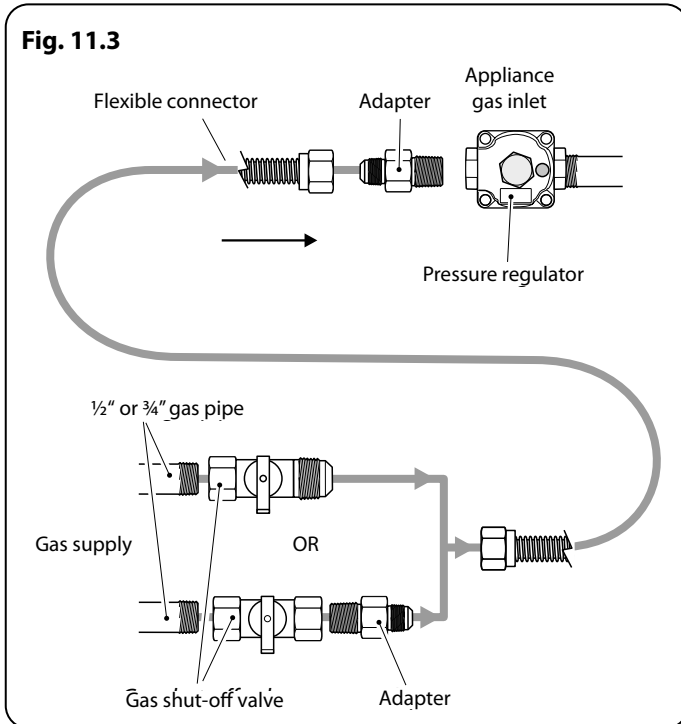 Fig. 11.3
Appliance
gas inlet
Flexible connector
Adapter
Pressure regulator
½“ or ¾” gas pipe
Gas supply
OR
Gas shut-off valve
Adapter